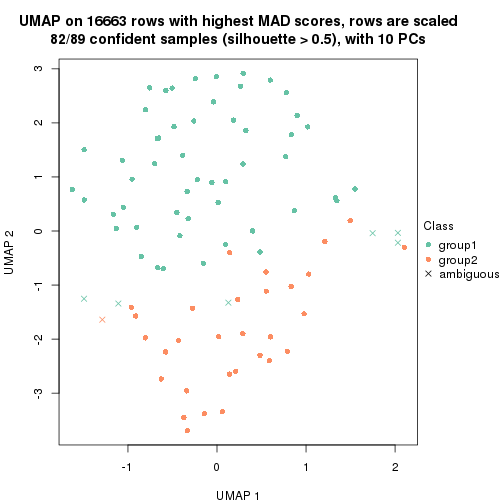 UMAP on 16663 rows with highest MAD scores, rows are scaled
82/89 confident samples (silhouette > 0.5), with 10 PCs
3
2
1
0
-1
-2
-3
UMAP 2
-1
0
1
2
UMAP 1
Class
group1
group2
ambiguous